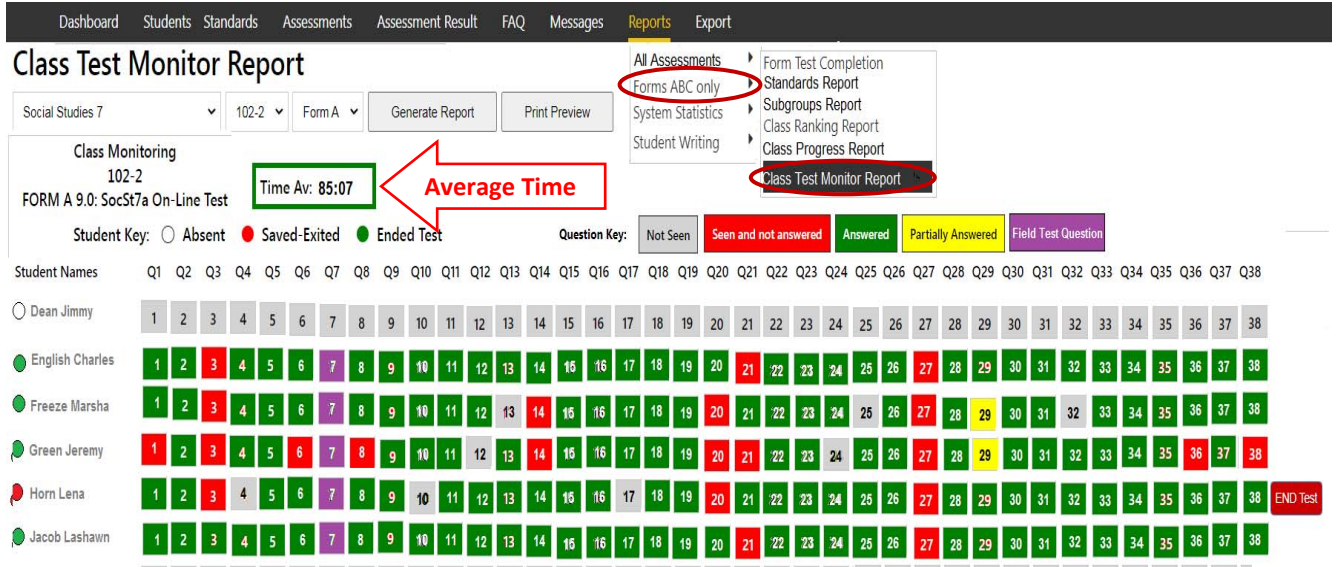 Dashboard Students Standards Assessments Assessment Result FAQ Messages Reports Export
Class Test Monitor Report
All Assessments
Forms ABC only
System Statistics
Student Writing
Form Test Completion
Standards Report
Subgroups Report
Class Ranking Report
Class Progress Report
Class Test Monitor Report
Social Studies 7 102-2 Form A Generate Report Print Preview
Class Monitoring
102-2
FORM A 9.0: SocSt7a On-Line Test
Time Av: 85:07
Average Time
Student Key: Absent Saved-Exited Ended Test
Question Key: Not Seen Seen and not answered Answered Partially Answered Field Test Question
Student Names Q1 Q2 Q3 Q4 Q5 Q6 Q7 Q8 Q9 Q10 Q11 Q12 Q13 Q14 Q15 Q16 Q17 Q18 Q19 Q20 Q21 Q22 Q23 Q24 Q25 Q26 Q27 Q28 Q29 Q30 Q31 Q32 Q33 Q34 Q35 Q36 Q37 Q38
Dean Jimmy 1 2 3 4 5 6 7 8 9 10 11 12 13 14 15 16 17 18 19 20 21 22 23 24 25 26 27 28 29 30 31 32 33 34 35 36 37 38
English Charles 1 2 3 4 5 6 7 8 9 10 11 12 13 14 15 16 17 18 19 20 21 22 23 24 25 26 27 28 29 30 31 32 33 34 35 36 37 38
Freeze Marsha 1 2 3 4 5 6 7 8 9 10 11 12 13 14 15 16 17 18 19 20 21 22 23 24 25 26 27 28 29 30 31 32 33 34 35 36 37 38
Green Jeremy 1 2 3 4 5 6 7 8 9 10 11 12 13 14 15 16 17 18 19 20 21 22 23 24 25 26 27 28 29 30 31 32 33 34 35 36 37 38
Horn Lena 1 2 3 4 5 6 7 8 9 10 11 12 13 14 15 16 17 18 19 20 21 22 23 24 25 26 27 28 29 30 31 32 33 34 35 36 37 38 END Test
Jacob Lashawn 1 2 3 4 5 6 7 8 9 10 11 12 13 14 15 16 17 18 19 20 21 22 23 24 25 26 27 28 29 30 31 32 33 34 35 36 37 38